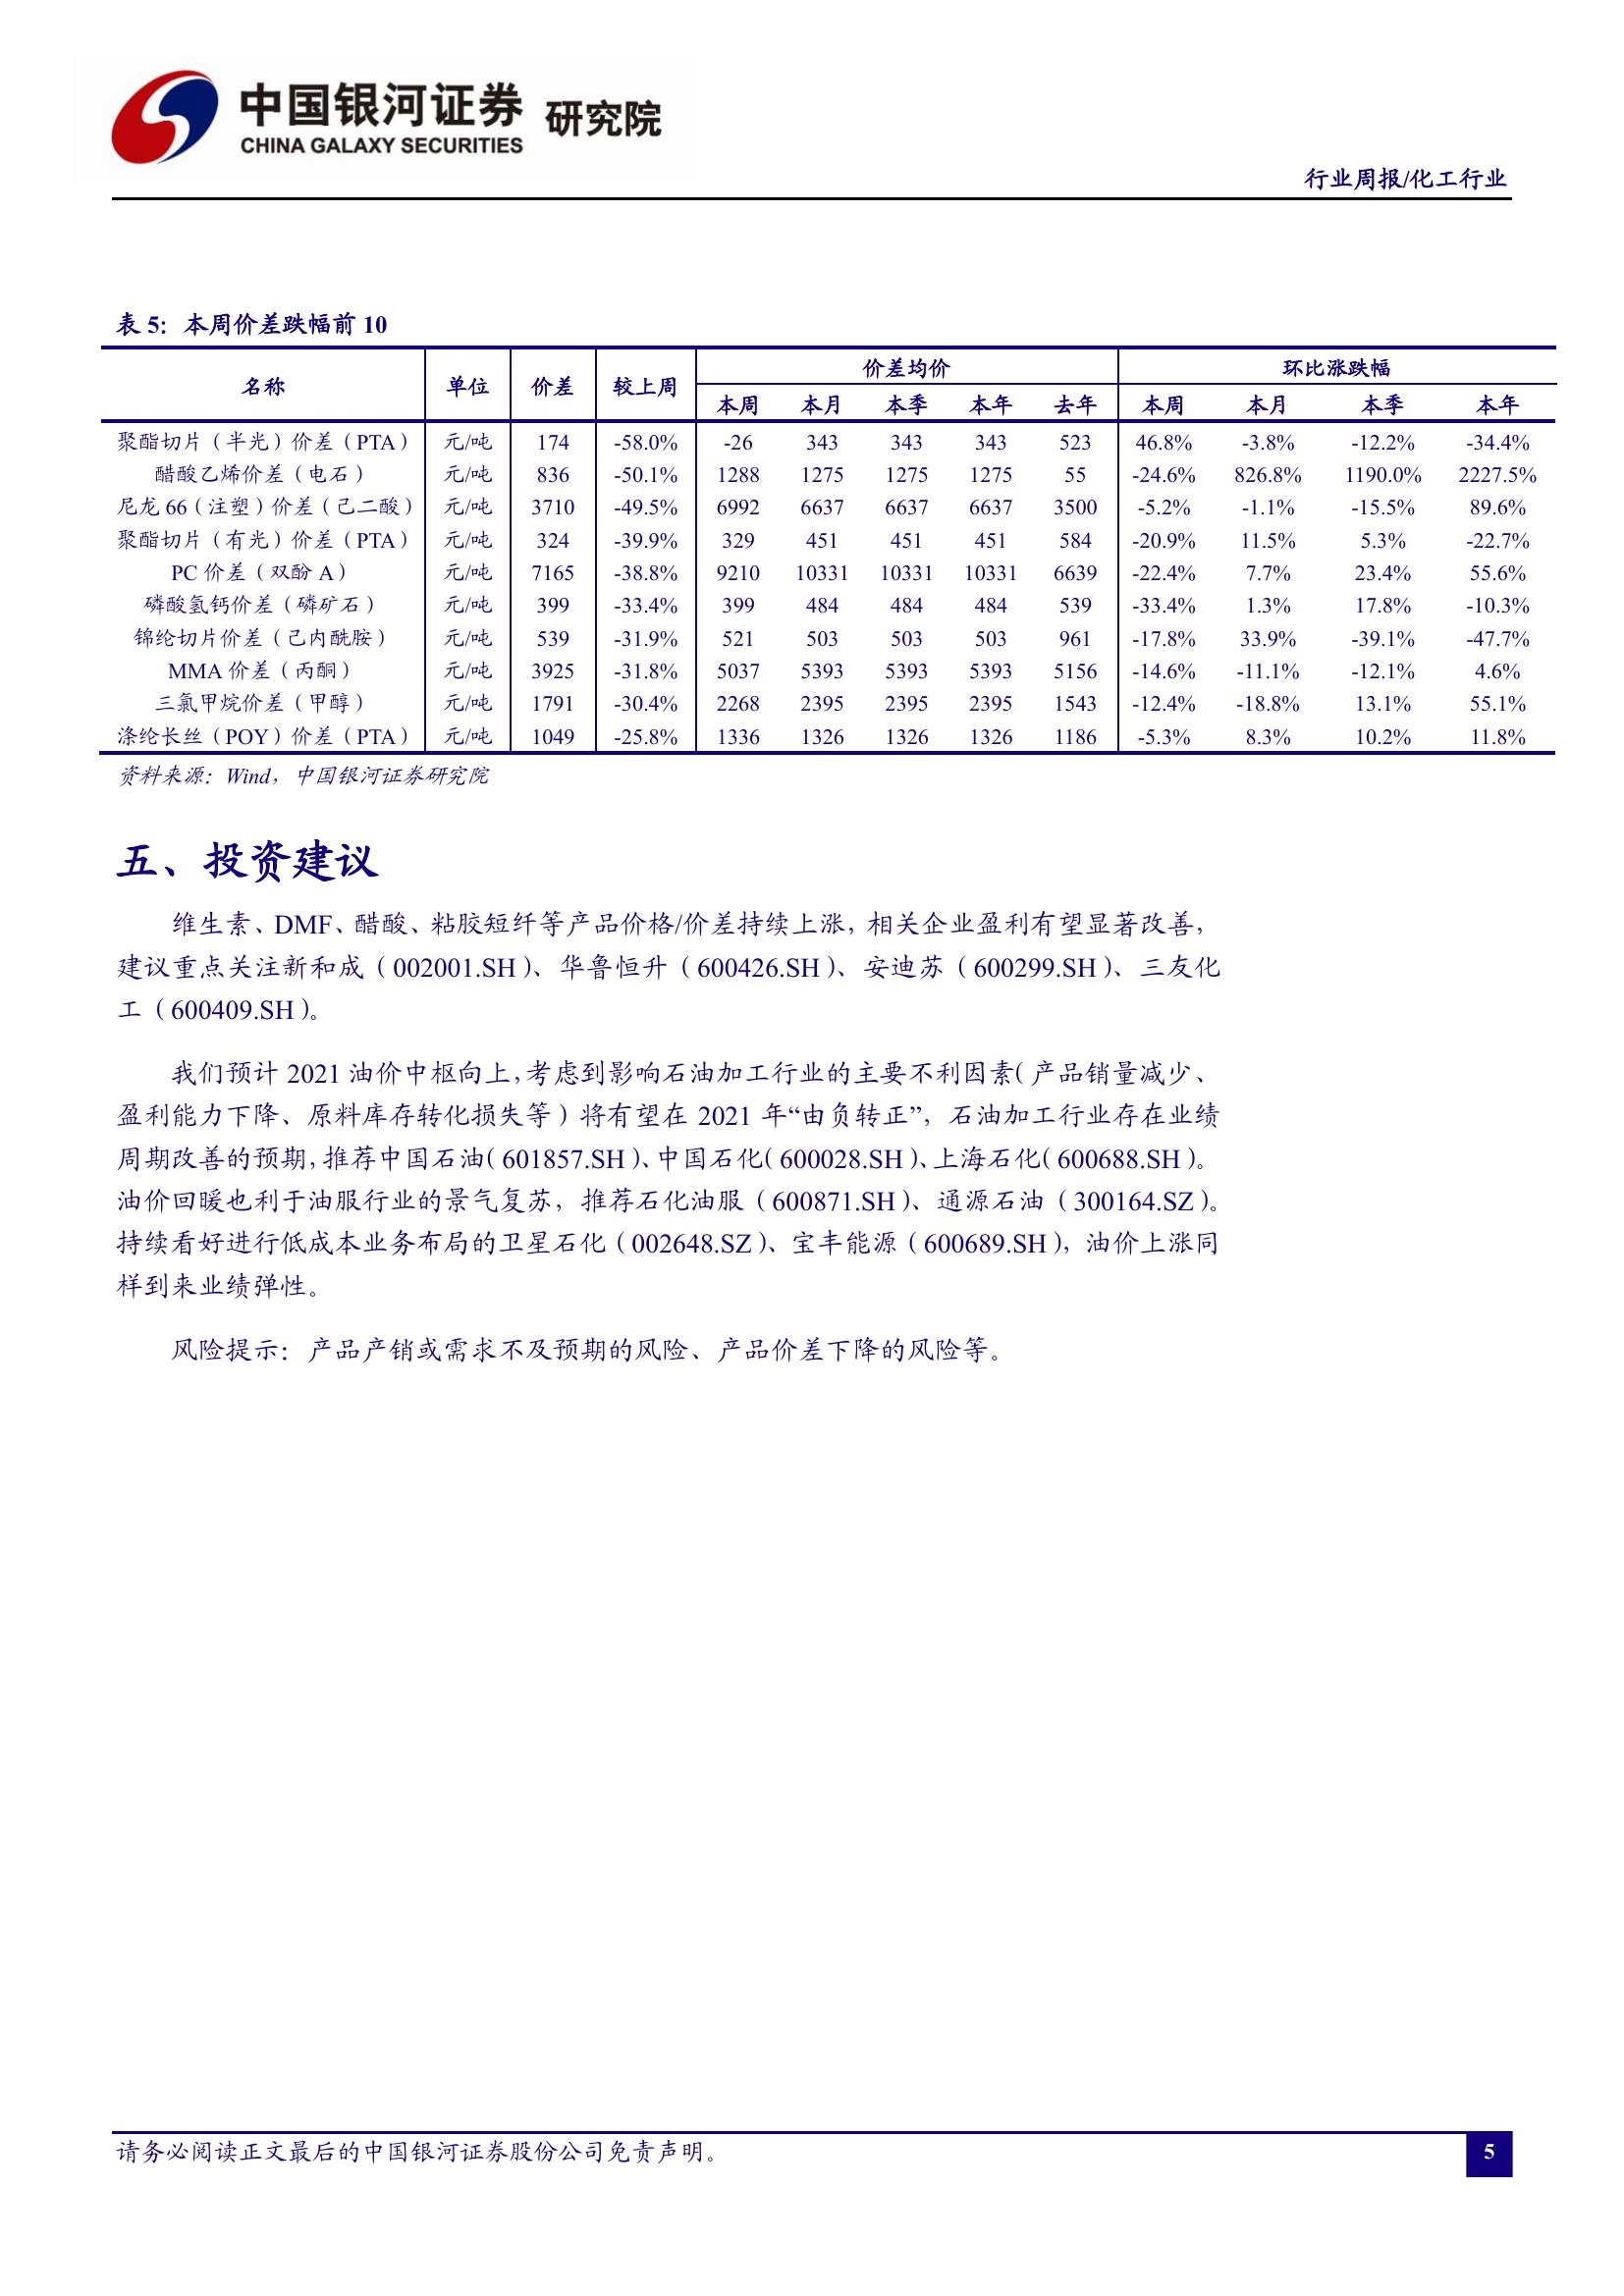 中国银河证券 研究院
CHINA GALAXY SECURITIES
行业周报/化工行业
表 5：本周价差跌幅前 10
名称 单位 价差 较上周 价差均价 环比涨跌幅
本周 本月 本季 本年 去年 本周 本月 本季 本年
聚酯切片（半光）价差（PTA） 元/吨 174 -58.0% -26 343 343 343 523 46.8% -3.8% -12.2% -34.4%
醋酸乙烯价差（电石） 元/吨 836 -50.1% 1288 1275 1275 1275 55 -24.6% 826.8% 1190.0% 2227.5%
尼龙 66（注塑）价差（己二酸） 元/吨 3710 -49.5% 6992 6637 6637 6637 3500 -5.2% -1.1% -15.5% 89.6%
聚酯切片（有光）价差（PTA） 元/吨 324 -39.9% 329 451 451 451 584 -20.9% 11.5% 5.3% -22.7%
PC 价差（双酚 A） 元/吨 7165 -38.8% 9210 10331 10331 10331 6639 -22.4% 7.7% 23.4% 55.6%
磷酸氢钙价差（磷矿石） 元/吨 399 -33.4% 399 484 484 484 539 -33.4% 1.3% 17.8% -10.3%
锦纶切片价差（己内酰胺） 元/吨 539 -31.9% 521 503 503 503 961 -17.8% 33.9% -39.1% -47.7%
MMA 价差（丙酮） 元/吨 3925 -31.8% 5037 5393 5393 5393 5156 -14.6% -11.1% -12.1% 4.6%
三氯甲烷价差（甲醇） 元/吨 1791 -30.4% 2268 2395 2395 2395 1543 -12.4% -18.8% 13.1% 55.1%
涤纶长丝（POY）价差（PTA） 元/吨 1049 -25.8% 1336 1326 1326 1326 1186 -5.3% 8.3% 10.2% 11.8%
资料来源：Wind，中国银河证券研究院
五、投资建议
维生素、DMF、醋酸、粘胶短纤等产品价格/价差持续上涨，相关企业盈利有望显著改善，
建议重点关注新和成（002001.SH）、华鲁恒升（600426.SH）、安迪苏（600299.SH）、三友化
工（600409.SH）。
我们预计 2021 油价中枢向上，考虑到影响石油加工行业的主要不利因素（产品销量减少、
盈利能力下降、原料库存转化损失等）将有望在 2021 年“由负转正”，石油加工行业存在业绩
周期改善的预期，推荐中国石油（601857.SH）、中国石化（600028.SH）、上海石化（600688.SH）。
油价回暖也利于油服行业的景气复苏，推荐石化油服（600871.SH）、通源石油（300164.SZ）。
持续看好进行低成本业务布局的卫星石化（002648.SZ）、宝丰能源（600689.SH），油价上涨同
样到来业绩弹性。
风险提示：产品产销或需求不及预期的风险、产品价差下降的风险等。
请务必阅读正文最后的中国银河证券股份公司免责声明。
5